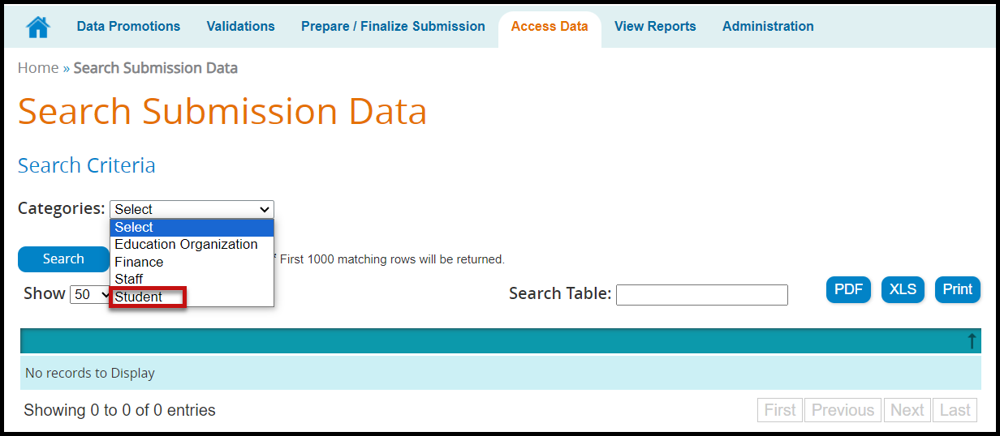 Data Promotions Validations Prepare / Finalize Submission Access Data View Reports Administration
Home » Search Submission Data
Search Submission Data
Search Criteria
Categories: Select
Select
Education Organization
Finance
Staff
Student
Search First 1000 matching rows will be returned.
Show 50 Search Table: PDF XLS Print
No records to Display
Showing 0 to 0 of 0 entries First Previous Next Last